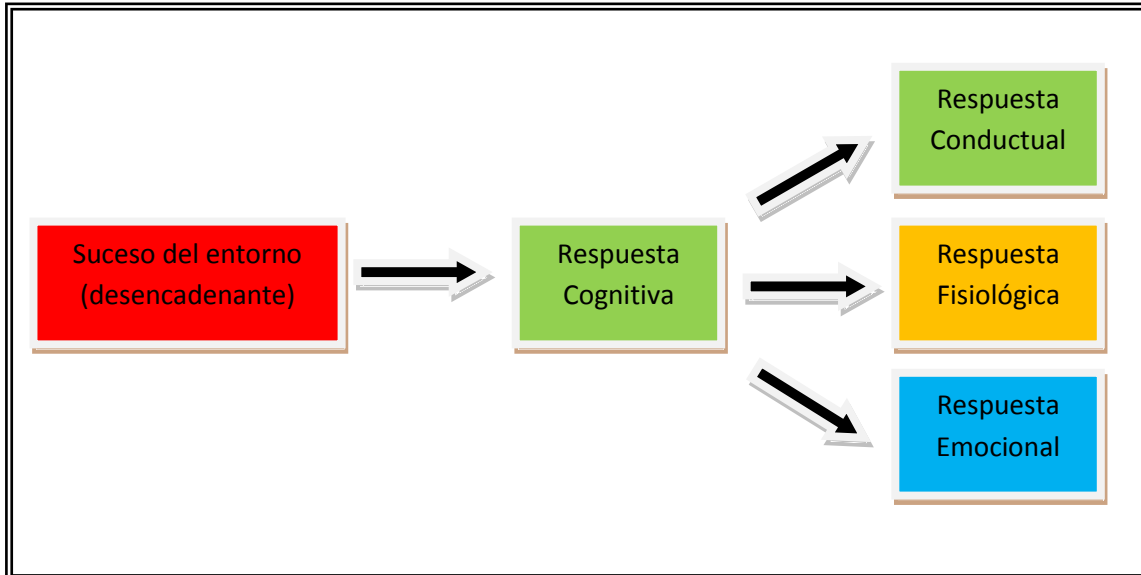 Suceso del entorno
(desencadenante)
Respuesta
Cognitiva
Respuesta
Conductual
Respuesta
Fisiológica
Respuesta
Emocional